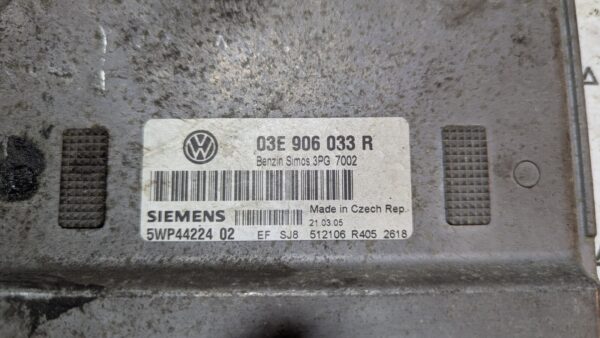 03E 906 033 R
Benzin Simos 3PG 7002
SIEMENS
Made in Czech Rep.
21.03.05
5WP44224 02
EF SJ8 512106 R405 2618